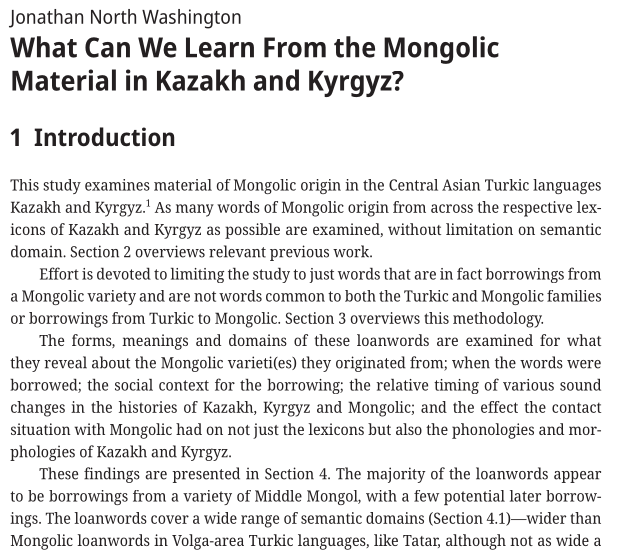 Jonathan North Washington
What Can We Learn From the Mongolic
Material in Kazakh and Kyrgyz?
1 Introduction
This study examines material of Mongolic origin in the Central Asian Turkic languages
Kazakh and Kyrgyz.¹ As many words of Mongolic origin from across the respective lex-
icons of Kazakh and Kyrgyz as possible are examined, without limitation on semantic
domain. Section 2 overviews relevant previous work.
Effort is devoted to limiting the study to just words that are in fact borrowings from
a Mongolic variety and are not words common to both the Turkic and Mongolic families
or borrowings from Turkic to Mongolic. Section 3 overviews this methodology.
The forms, meanings and domains of these loanwords are examined for what
they reveal about the Mongolic varieti(es) they originated from; when the words were
borrowed; the social context for the borrowing; the relative timing of various sound
changes in the histories of Kazakh, Kyrgyz and Mongolic; and the effect the contact
situation with Mongolic had on not just the lexicons but also the phonologies and mor-
phologies of Kazakh and Kyrgyz.
These findings are presented in Section 4. The majority of the loanwords appear
to be borrowings from a variety of Middle Mongol, with a few potential later borrow-
ings. The loanwords cover a wide range of semantic domains (Section 4.1)—wider than
Mongolic loanwords in Volga-area Turkic languages, like Tatar, although not as wide a